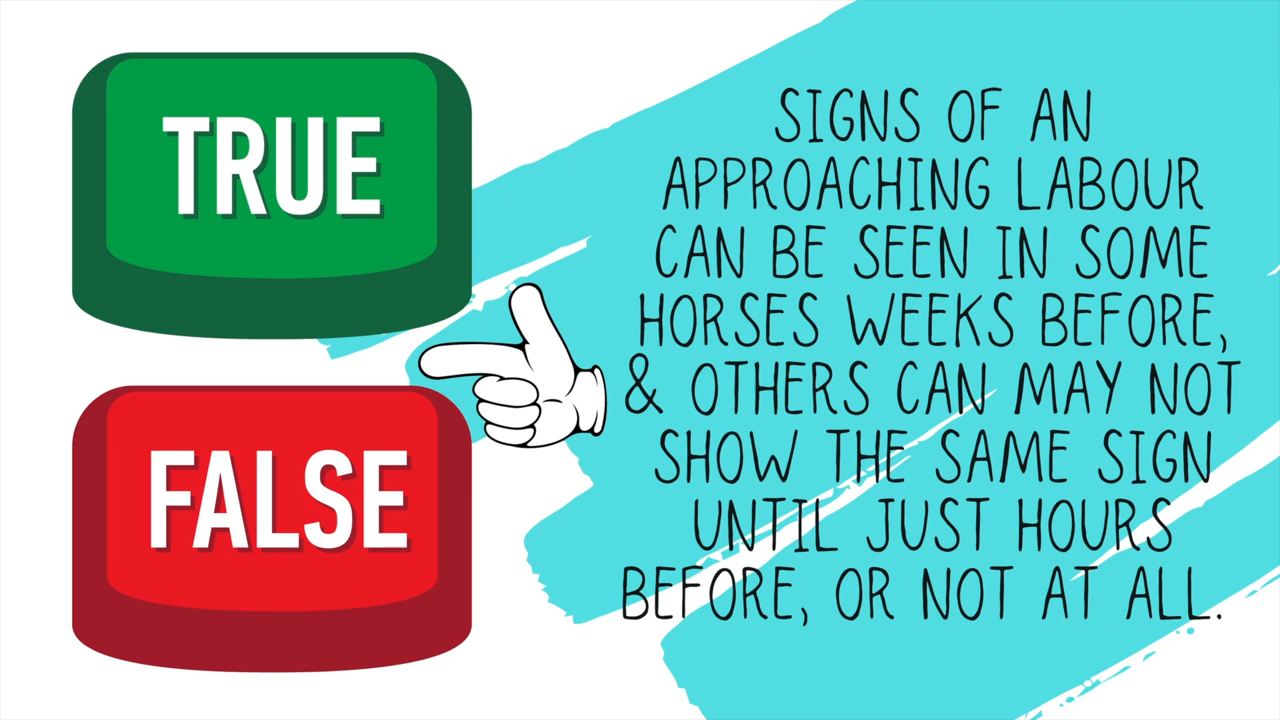 TRUE
FALSE
SIGNS OF AN
APPROACHING LABOUR
CAN BE SEEN IN SOME
HORSES WEEKS BEFORE,
& OTHERS CAN MAY NOT
SHOW THE SAME SIGN
UNTIL JUST HOURS
BEFORE, OR NOT AT ALL.